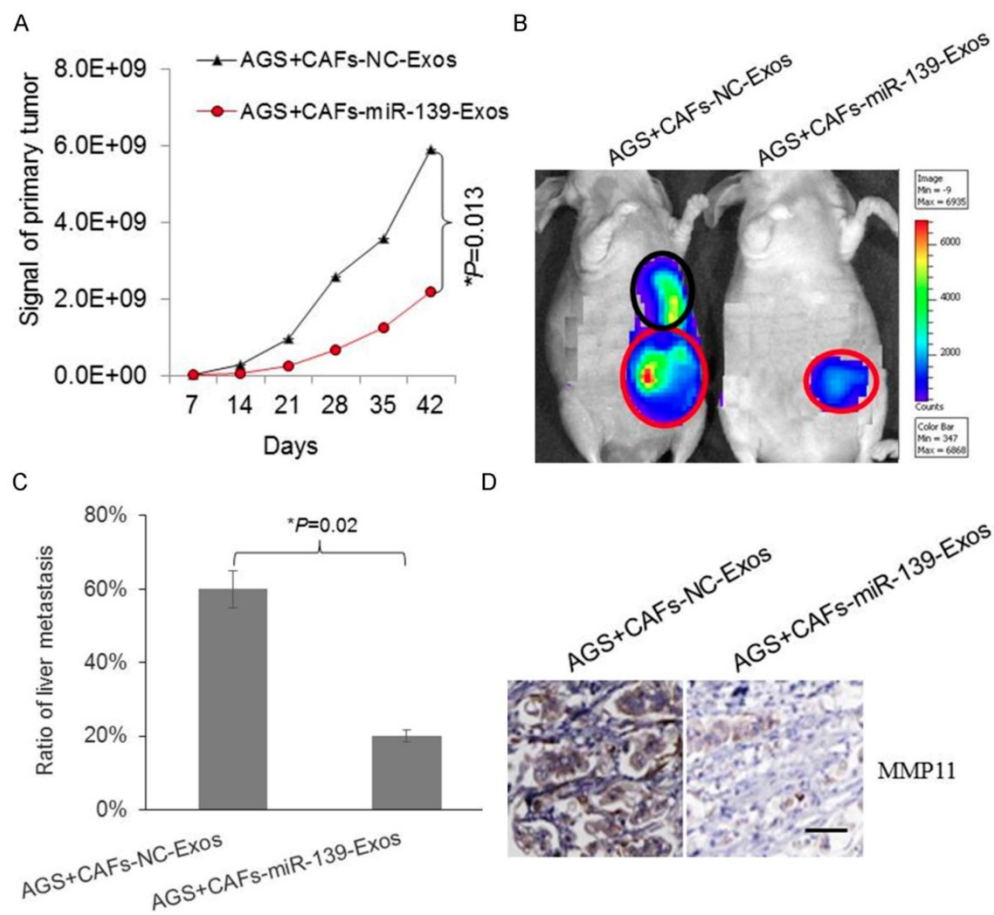 A
AGS+CAFs-NC-Exos
AGS+CAFs-miR-139-Exos
Signal of primary tumor
8.0E+09
6.0E+09
4.0E+09
2.0E+09
0.0E+00
7 14 21 28 35 42
Days
*P=0.013
B
AGS+CAFs-NC-Exos
AGS+CAFs-miR-139-Exos
Image
Min = -9
Max = 6935
6000
4000
2000
Counts
Color Bar
Min = 347
Max = 6868
C
Ratio of liver metastasis
80%
60%
40%
20%
0%
*P=0.02
AGS+CAFs-NC-Exos
AGS+CAFs-miR-139-Exos
D
AGS+CAFs-NC-Exos
AGS+CAFs-miR-139-Exos
MMP11